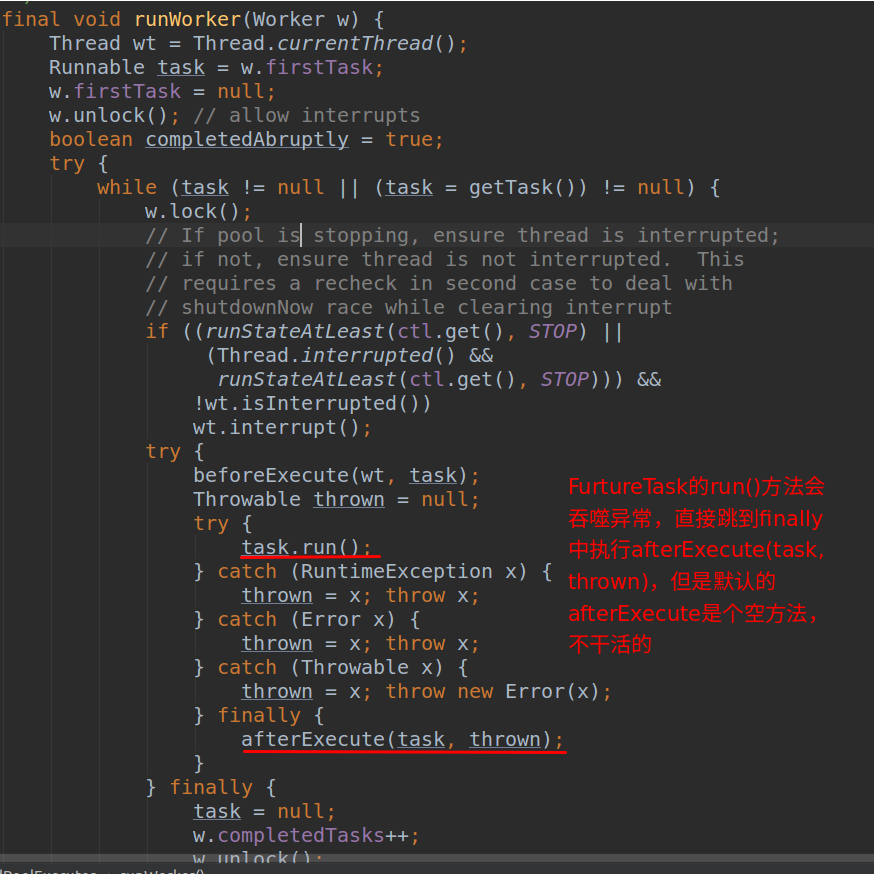 final void runWorker(Worker w) {
Thread wt = Thread.currentThread();
Runnable task = w.firstTask;
w.firstTask = null;
w.unlock(); // allow interrupts
boolean completedAbruptly = true;
try {
while (task != null || (task = getTask()) != null) {
w.lock();
// If pool is stopping, ensure thread is interrupted;
// if not, ensure thread is not interrupted.  This
// requires a recheck in second case to deal with
// shutdownNow race while clearing interrupt
if ((runStateAtLeast(ctl.get(), STOP) ||
(Thread.interrupted() &&
runStateAtLeast(ctl.get(), STOP))) &&
!wt.isInterrupted())
wt.interrupt();
try {
beforeExecute(wt, task);
Throwable thrown = null;
try {
task.run();
} catch (RuntimeException x) {
thrown = x; throw x;
} catch (Error x) {
thrown = x; throw x;
} catch (Throwable x) {
thrown = x; throw new Error(x);
} finally {
afterExecute(task, thrown);
}
} finally {
task = null;
w.completedTasks++;
w.unlock();
FurtureTask的run()方法会
吞噬异常，直接跳到finally
中执行afterExecute(task,
thrown)，但是默认的
afterExecute是个空方法，
不干活的